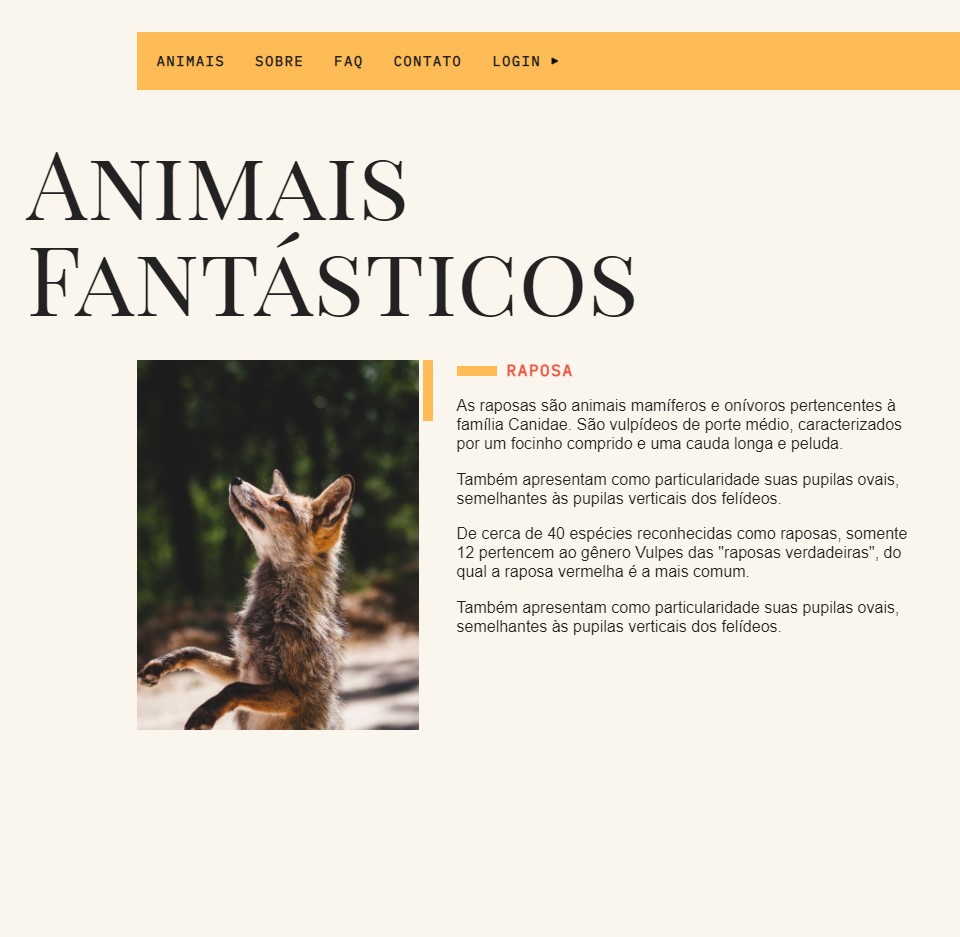 ANIMAIS SOBRE FAQ CONTATO LOGIN ▸
Animais
Fantásticos
RAPOSA
As raposas são animais mamíferos e onívoros pertencentes à
família Canidae. São vulpídeos de porte médio, caracterizados
por um focinho comprido e uma cauda longa e peluda.
Também apresentam como particularidade suas pupilas ovais,
semelhantes às pupilas verticais dos felídeos.
De cerca de 40 espécies reconhecidas como raposas, somente
12 pertencem ao gênero Vulpes das "raposas verdadeiras", do
qual a raposa vermelha é a mais comum.
Também apresentam como particularidade suas pupilas ovais,
semelhantes às pupilas verticais dos felídeos.